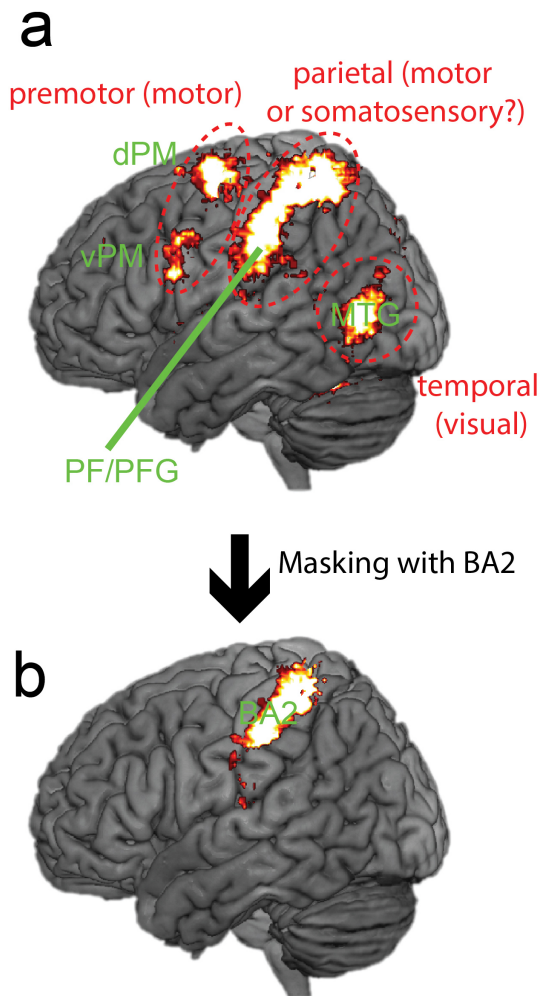 a
premotor (motor)
parietal (motor
or somatosensory?)
dPM
vPM
MTG
temporal
(visual)
PF/PFG
Masking with BA2
b
BA2